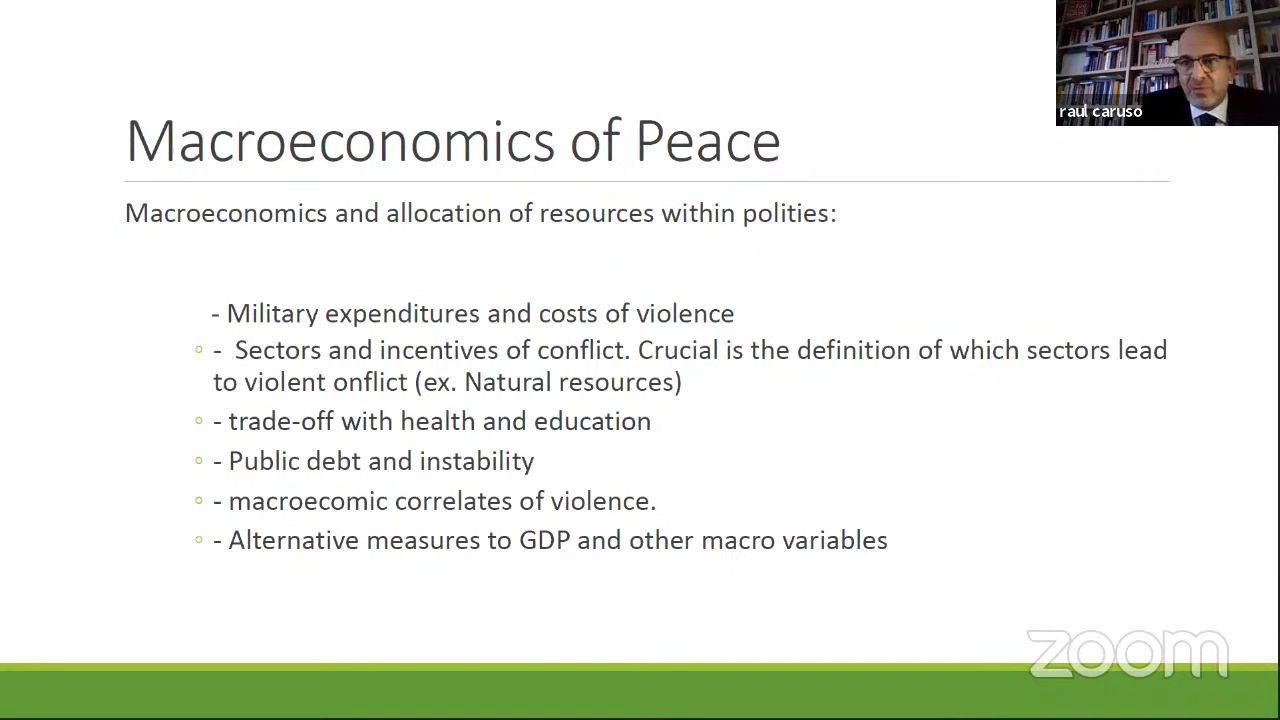 raul caruso
Macroeconomics of Peace
Macroeconomics and allocation of resources within polities:
- Military expenditures and costs of violence
- Sectors and incentives of conflict. Crucial is the definition of which sectors lead
to violent onflict (ex. Natural resources)
- trade-off with health and education
- Public debt and instability
- macroecomic correlates of violence.
- Alternative measures to GDP and other macro variables
zoom